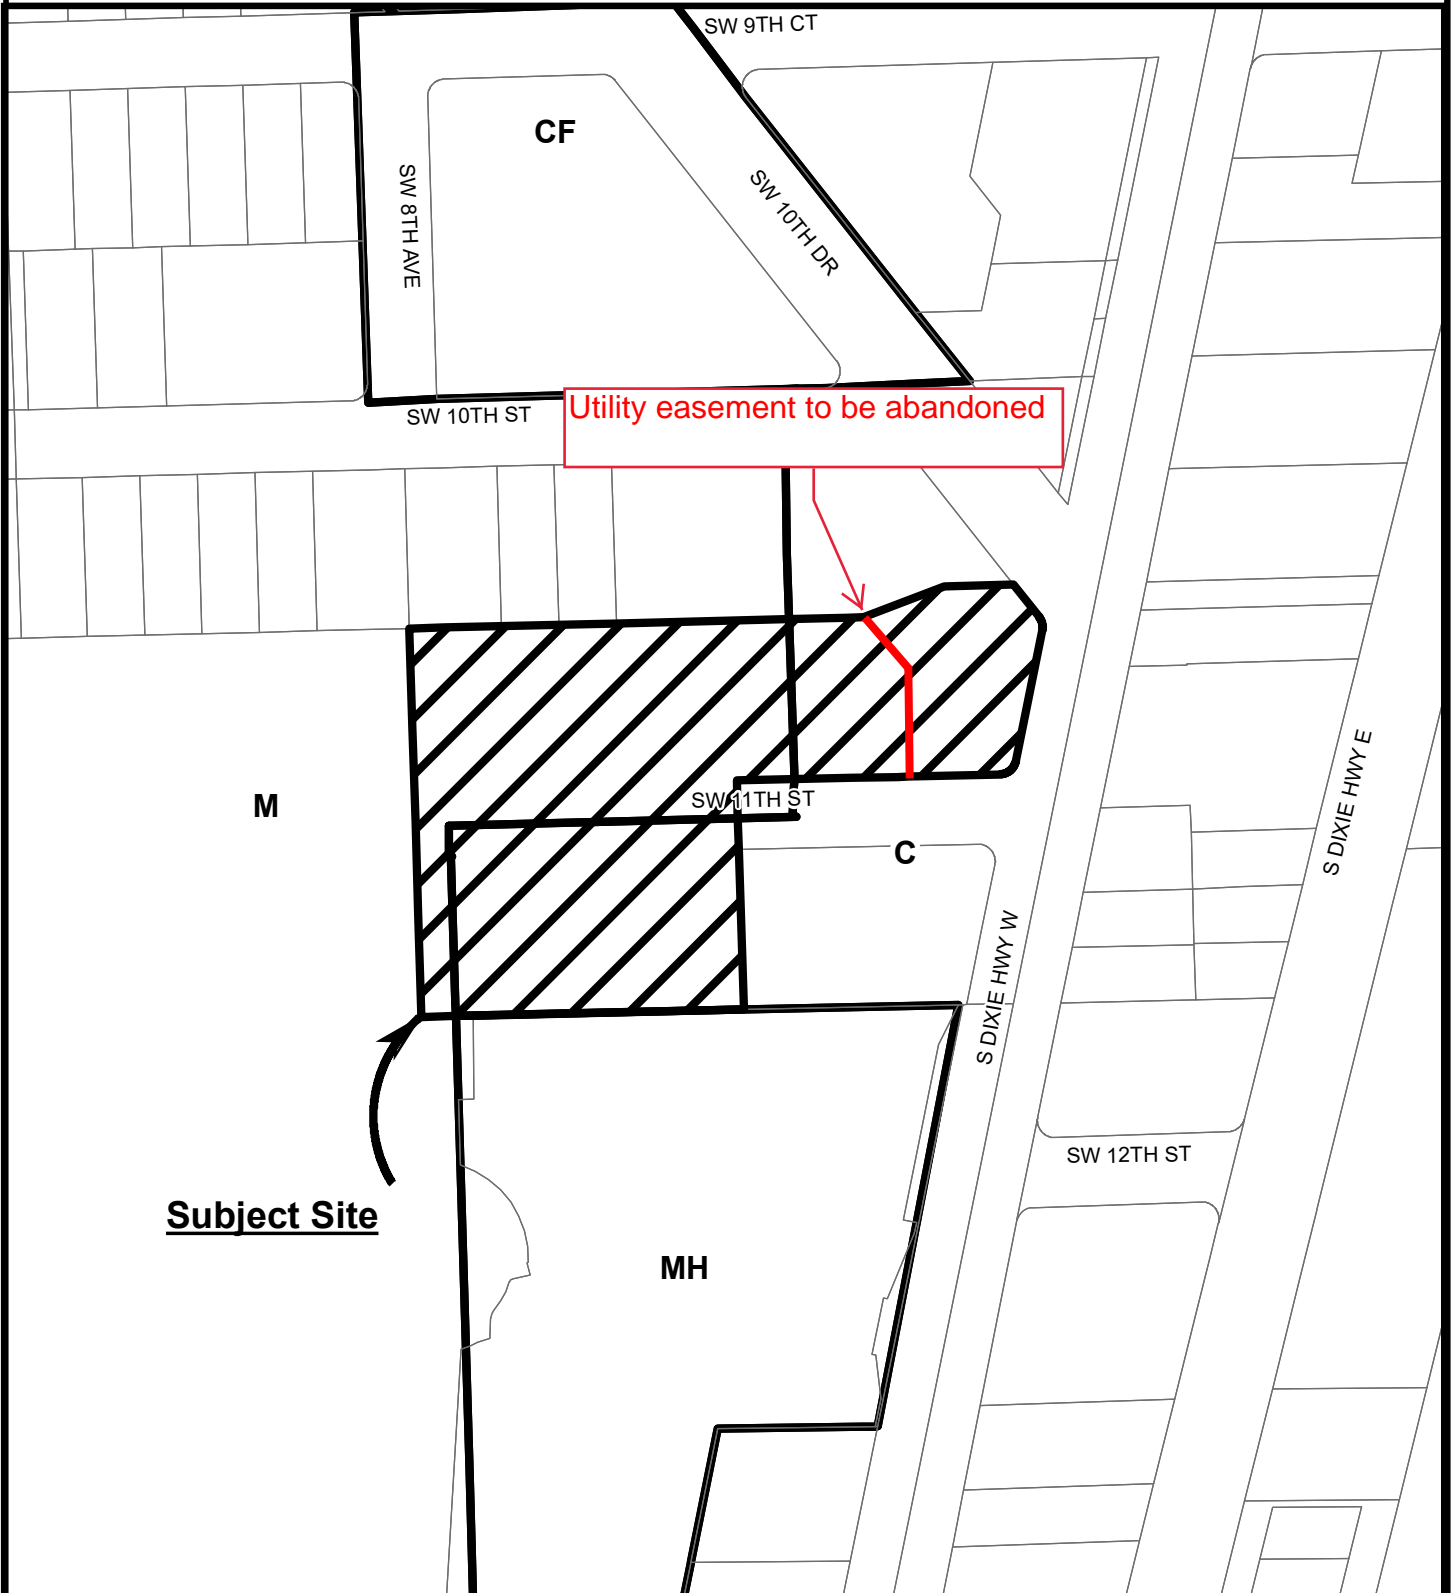 SW 9TH CT
CF
SW 8TH AVE
SW 10TH DR
SW 10TH ST
Utility easement to be abandoned
M
SW 11TH ST
C
S DIXIE HWY E
S DIXIE HWY W
SW 12TH ST
Subject Site
MH